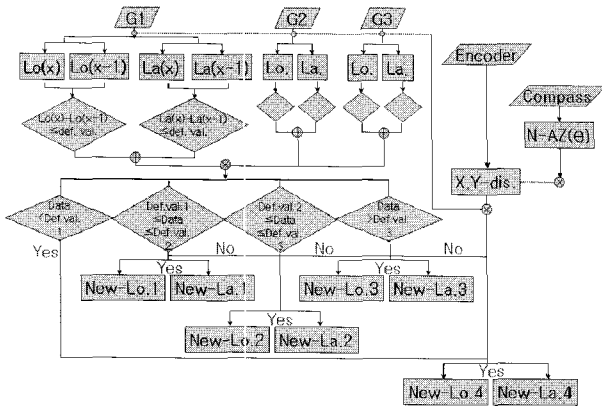 G1
G2
G3
Encoder
Compass
Lo(x)
Lo(x-1)
La(x)
La(x-1)
Lo.
La.
Lo.
La.
N-AZ(θ)
Lo(x)-Lo(x-1)
≤def. val.
La(x)-La(x-1)
≤def. val.
X.Y-dis.
Data
<Def.val.
1
Def.val.1
≤Data
≤Def.val.
2
Def.val.2
≤Data
≤Def.val.
3
Data
>Def.val.
3
Yes
No
No
No
Yes
Yes
New-Lo.1
New-La.1
New-Lo.3
New-La.3
Yes
New-Lo.2
New-La.2
Yes
New-Lo.4
New-La.4